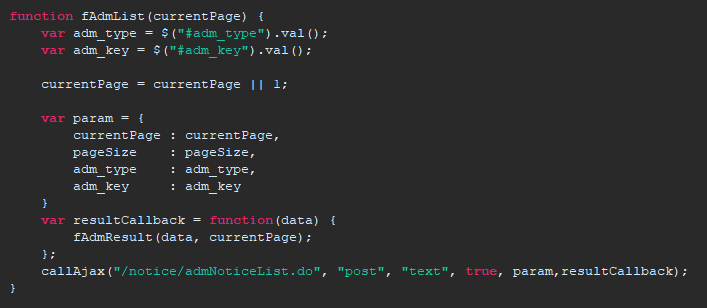 function fAdmList(currentPage) {
    var adm_type = $("#adm_type").val();
    var adm_key = $("#adm_key").val();

    currentPage = currentPage || 1;

    var param = {
        currentPage : currentPage,
        pageSize    : pageSize,
        adm_type    : adm_type,
        adm_key     : adm_key
    }
    var resultCallback = function(data) {
        fAdmResult(data, currentPage);
    };
    callAjax("/notice/admNoticeList.do", "post", "text", true, param,resultCallback);
}